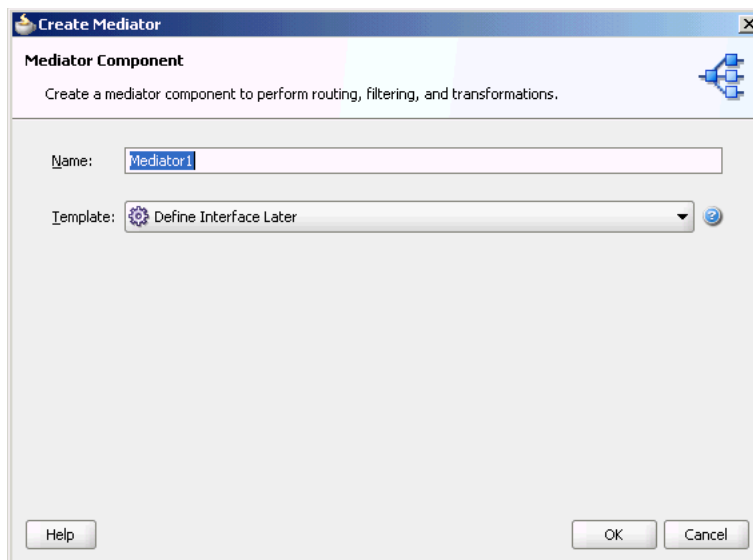 Create Mediator
Mediator Component
Create a mediator component to perform routing, filtering, and transformations.
Name: Mediator1
Template: Define Interface Later
Help OK Cancel